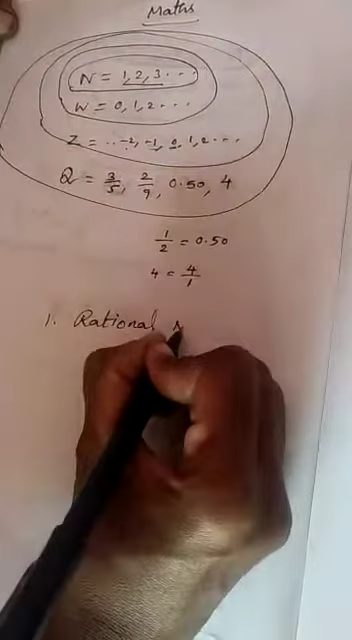 Maths
N = 1, 2, 3 ...
W = 0, 1, 2 ...
Z = ... -2, -1, 0, 1, 2 ...
Q = 3/5, 2/9, 0.50, 4
1/2 = 0.50
4 = 4/1
1. Rational